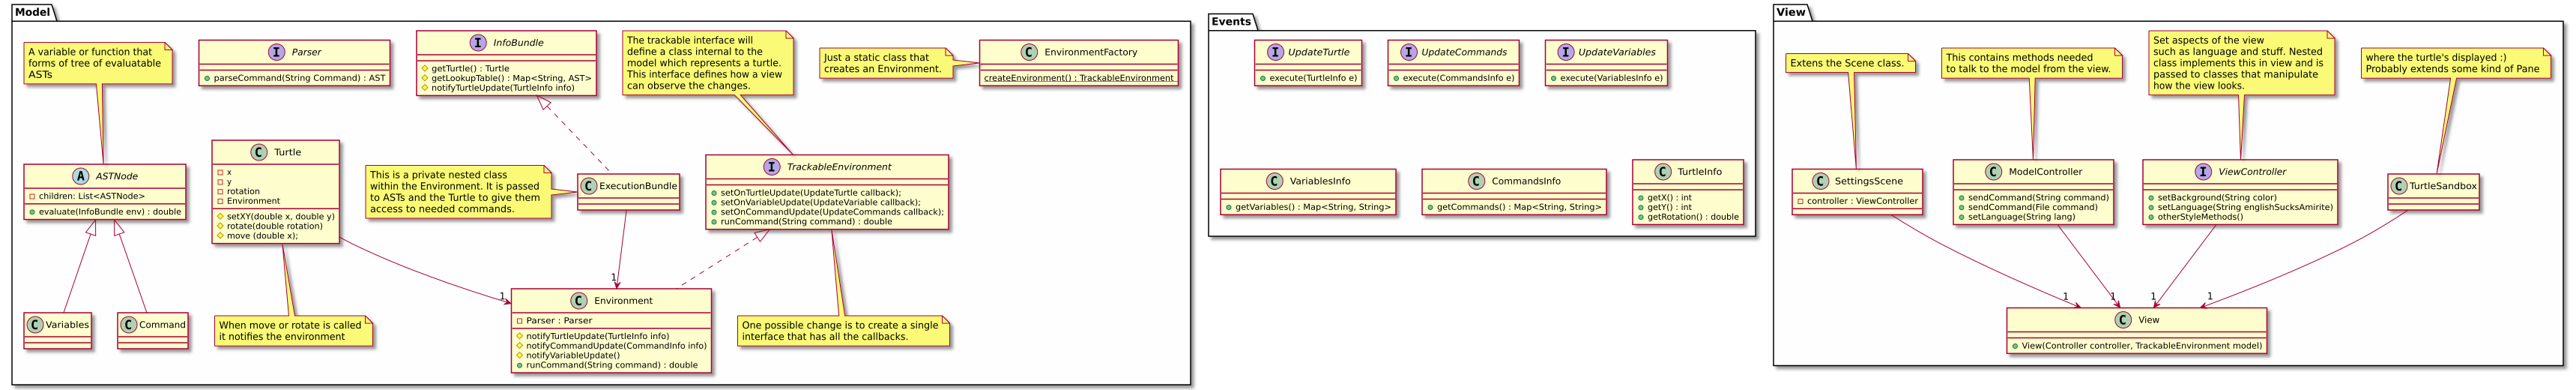 Model
A variable or function that
forms of tree of evaluatable
ASTs
I Parser
parseCommand(String Command) : AST
I InfoBundle
getTurtle() : Turtle
getLookupTable() : Map<String, AST>
notifyTurtleUpdate(TurtleInfo info)
The trackable interface will
define a class internal to the
model which represents a turtle.
This interface defines how a view
can observe the changes.
Just a static class that
creates an Environment.
C EnvironmentFactory
createEnvironment() : TrackableEnvironment
A ASTNode
children: List<ASTNode>
evaluate(InfoBundle env) : double
C Turtle
x
y
rotation
Environment
setXY(double x, double y)
rotate(double rotation)
move (double x);
This is a private nested class
within the Environment. It is passed
to ASTs and the Turtle to give them
access to needed commands.
C ExecutionBundle
I TrackableEnvironment
setOnTurtleUpdate(UpdateTurtle callback);
setOnVariableUpdate(UpdateVariable callback);
setOnCommandUpdate(UpdateCommands callback);
runCommand(String command) : double
1
1
C Variables
C Command
When move or rotate is called
it notifies the environment
C Environment
Parser : Parser
notifyTurtleUpdate(TurtleInfo info)
notifyCommandUpdate(CommandInfo info)
notifyVariableUpdate()
runCommand(String command) : double
One possible change is to create a single
interface that has all the callbacks.
Events
I UpdateTurtle
execute(TurtleInfo e)
I UpdateCommands
execute(CommandsInfo e)
I UpdateVariables
execute(VariablesInfo e)
C VariablesInfo
getVariables() : Map<String, String>
C CommandsInfo
getCommands() : Map<String, String>
C TurtleInfo
getX() : int
getY() : int
getRotation() : double
View
Extens the Scene class.
This contains methods needed
to talk to the model from the view.
Set aspects of the view
such as language and stuff. Nested
class implements this in view and is
passed to classes that manipulate
how the view looks.
where the turtle's displayed :)
Probably extends some kind of Pane
C SettingsScene
controller : ViewController
C ModelController
sendCommand(String command)
sendCommand(File command)
setLanguage(String lang)
I ViewController
setBackground(String color)
setLanguage(String englishSucksAmirite)
otherStyleMethods()
C TurtleSandbox
1
1
1
1
C View
View(Controller controller, TrackableEnvironment model)